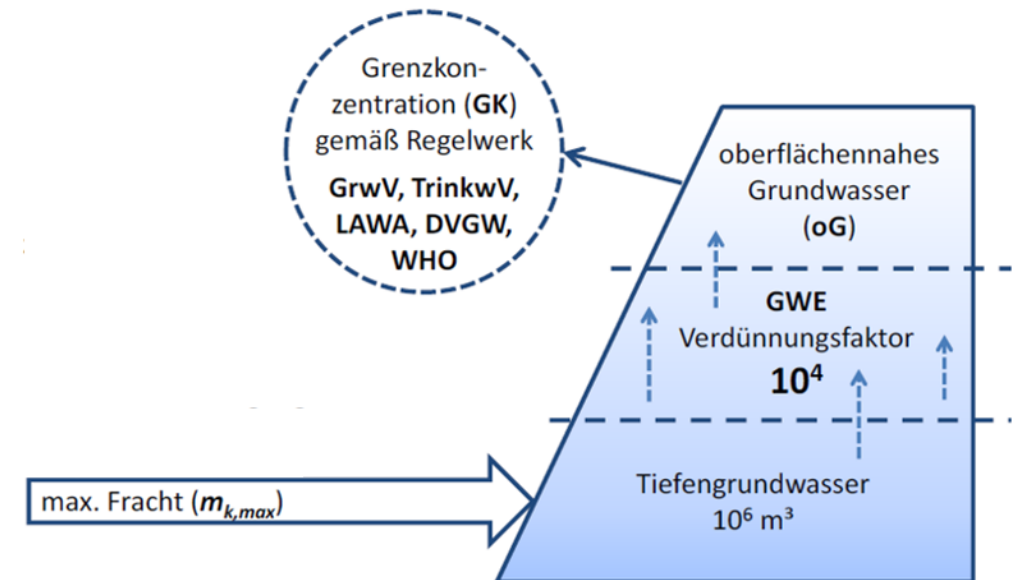 Grenzkon-
zentration (GK)
gemäß Regelwerk
GrwV, TrinkwV,
LAWA, DVGW,
WHO
oberflächennahes
Grundwasser
(oG)
GWE
Verdünnungsfaktor
10⁴
max. Fracht (mk,max)
Tiefengrundwasser
10⁶ m³